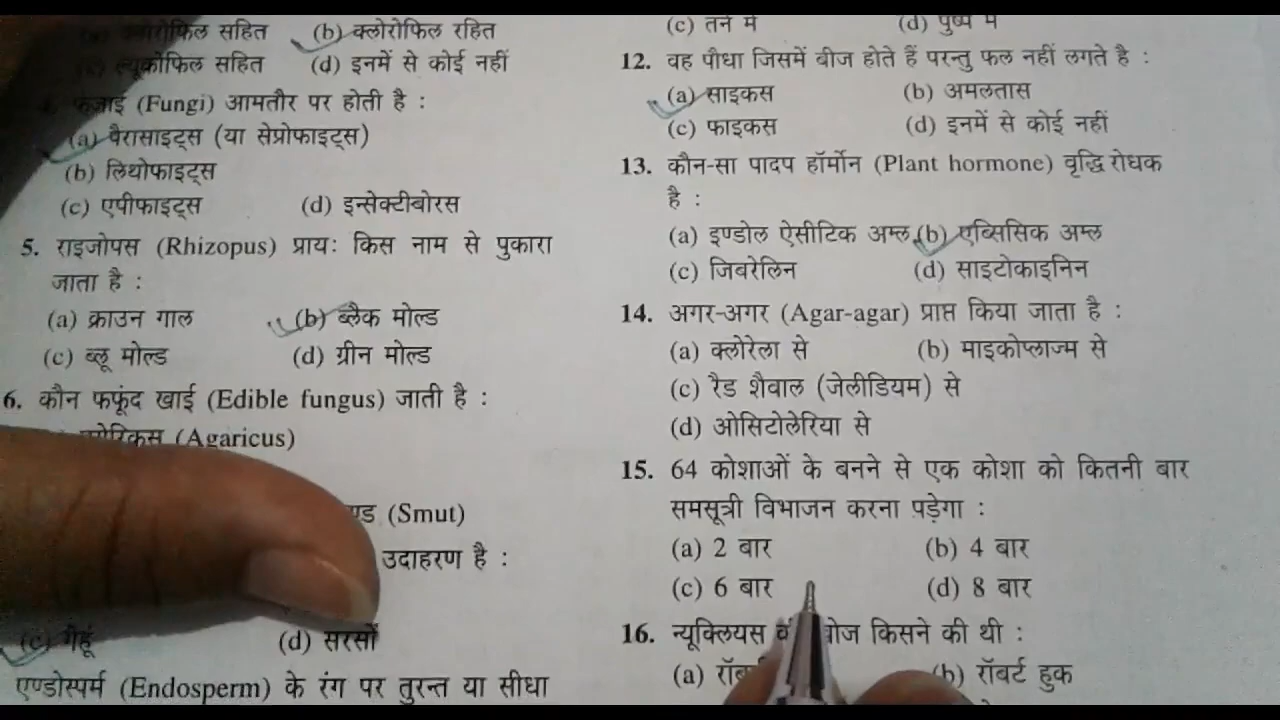 सहित (b) क्लोरोफिल रहित
ल्यूकोफिल सहित (d) इनमें से कोई नहीं
(Fungi) आमतौर पर होती है :
(a) पैरासाइट्स (या सेप्रोफाइट्स)
(b) लिथोफाइट्स
(c) एपीफाइट्स (d) इन्सेक्टीबोरस
5. राइजोपस (Rhizopus) प्रायः किस नाम से पुकारा
जाता है :
(a) क्राउन गाल (b) ब्लैक मोल्ड
(c) ब्लू मोल्ड (d) ग्रीन मोल्ड
6. कौन फफूंद खाई (Edible fungus) जाती है :
(Agaricus)
(Smut)
उदाहरण है :
(c) गेहूं (d) सरसों
एण्डोस्पर्म (Endosperm) के रंग पर तुरन्त या सीधा
(c) तने में (d) पुष्प में
12. वह पौधा जिसमें बीज होते हैं परन्तु फल नहीं लगते है :
(a) साइकस (b) अमलतास
(c) फाइकस (d) इनमें से कोई नहीं
13. कौन-सा पादप हॉर्मोन (Plant hormone) वृद्धि रोधक
है :
(a) इण्डोल ऐसीटिक अम्ल (b) एब्सिसिक अम्ल
(c) जिबरेलिन (d) साइटोकाइनिन
14. अगर-अगर (Agar-agar) प्राप्त किया जाता है :
(a) क्लोरेला से (b) माइकोप्लाज्म से
(c) रैड शैवाल (जेलीडियम) से
(d) ओसिटोलेरिया से
15. 64 कोशाओं के बनने से एक कोशा को कितनी बार
समसूत्री विभाजन करना पड़ेगा :
(a) 2 बार (b) 4 बार
(c) 6 बार (d) 8 बार
16. न्यूक्लियस किसने की थी :
(a) (b) रॉबर्ट हुक